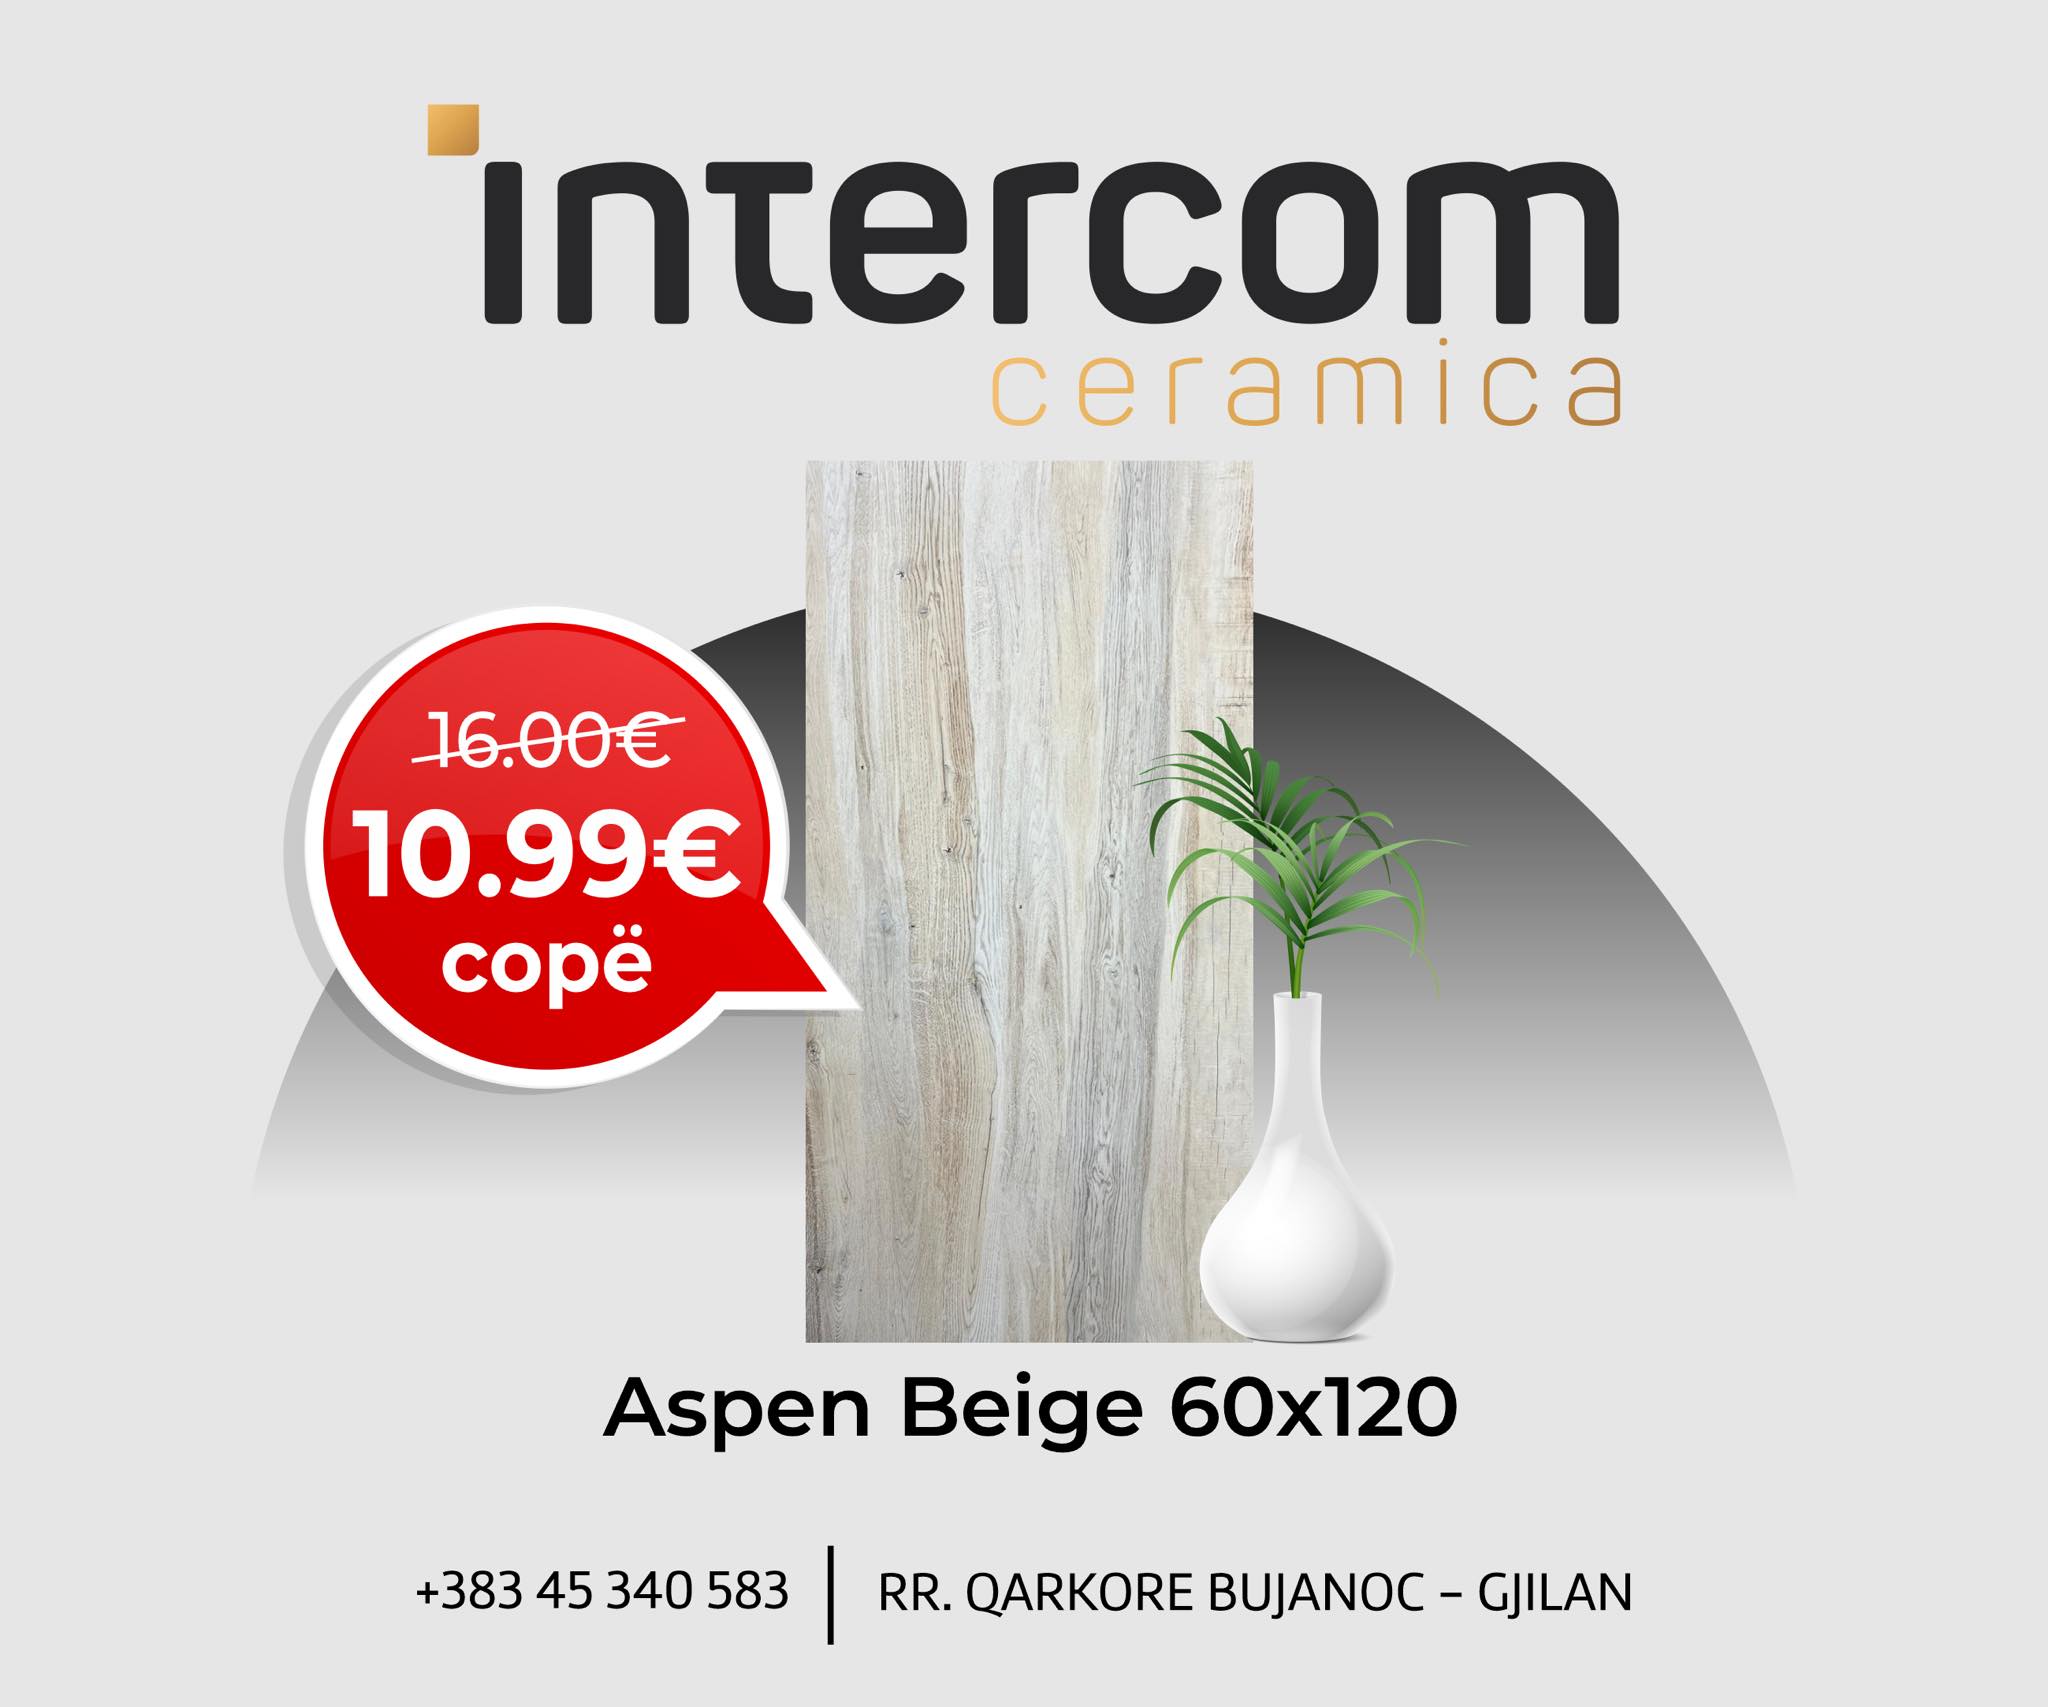 intercom
ceramica
16.00€
10.99€
copë
Aspen Beige 60x120
+383 45 340 583
RR. QARKORE BUJANOC – GJILAN